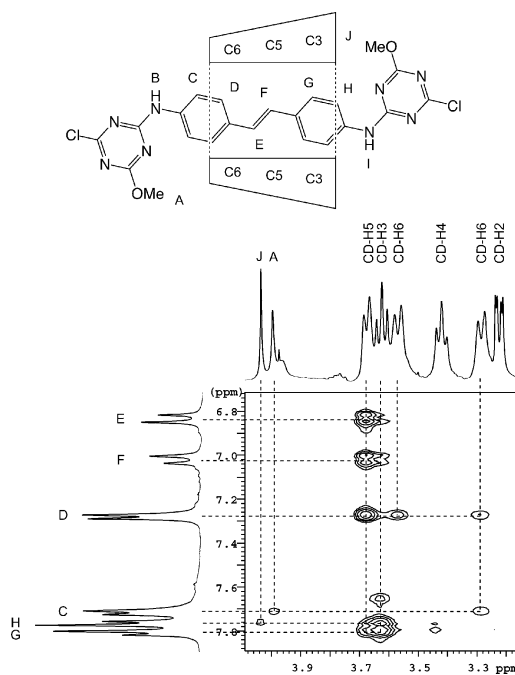 C6 C5 C3 J
MeO
B C D F G H
N N
H N N
N Cl
Cl N NH
N N E I
C6 C5 C3
OMe A
CD-H5 CD-H3 CD-H6 CD-H4 CD-H6 CD-H2
J A
(ppm)
E 6.8
F 7.0
D 7.2
7.4
C 7.6
H
G 7.8
3.9 3.7 3.5 3.3 ppm